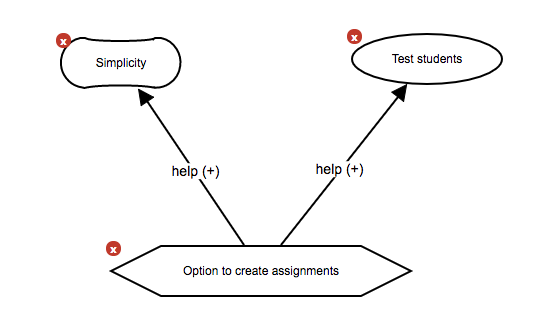 x
Simplicity
x
Test students
help (+)
help (+)
x
Option to create assignments